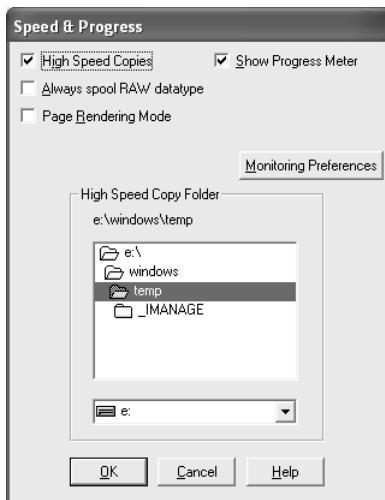 Speed & Progress
High Speed Copies Show Progress Meter
Always spool RAW datatype
Page Rendering Mode
Monitoring Preferences
High Speed Copy Folder
e:\windows\temp
e:\
windows
temp
_IMANAGE
e:
OK Cancel Help